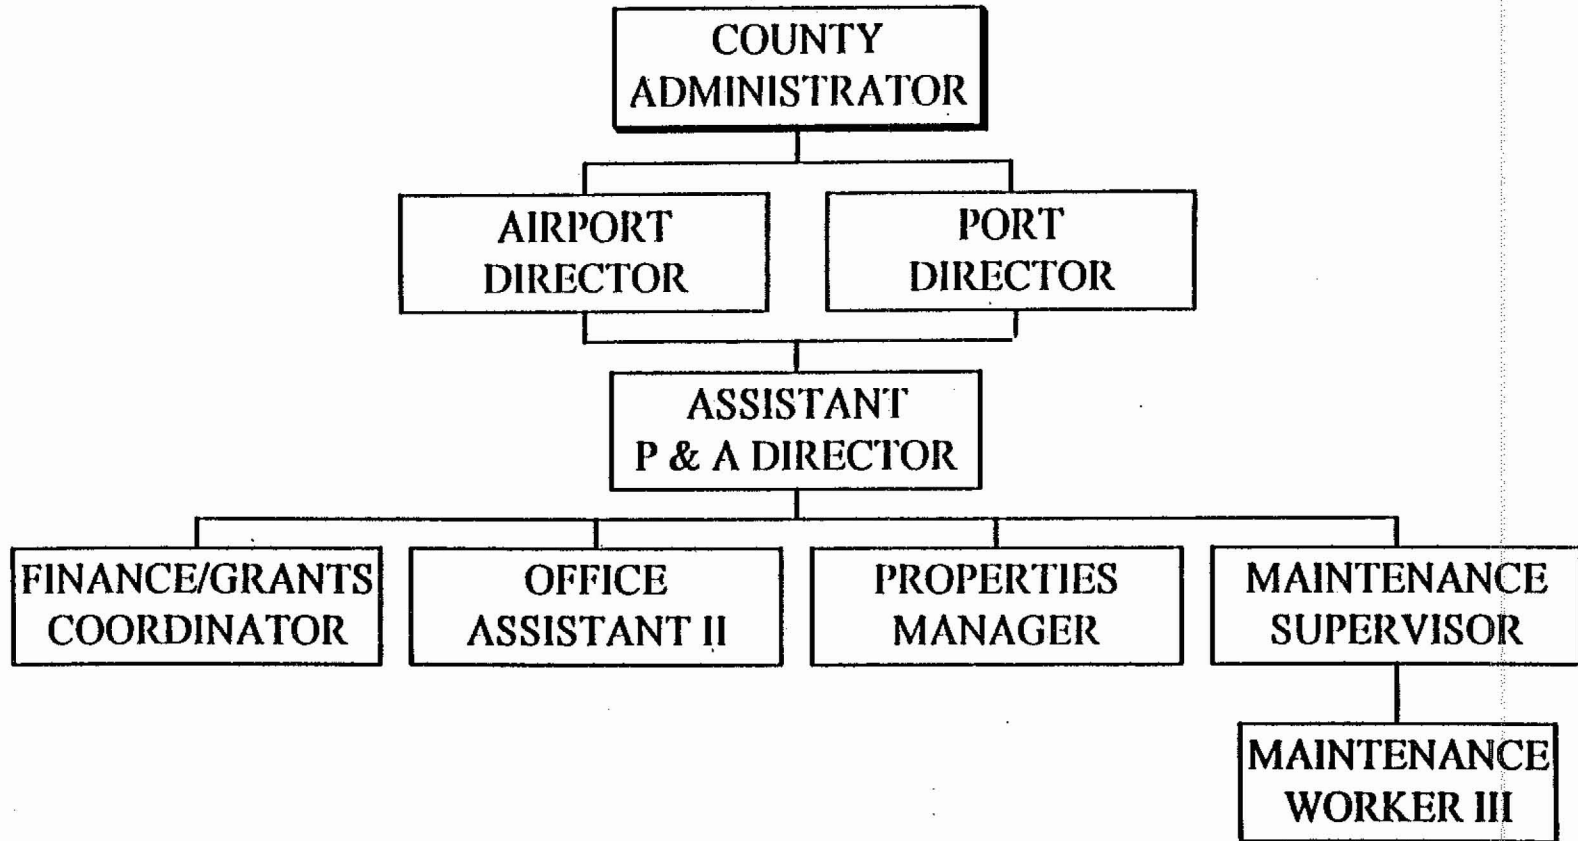 COUNTY
ADMINISTRATOR
AIRPORT
DIRECTOR
PORT
DIRECTOR
ASSISTANT
P & A DIRECTOR
FINANCE/GRANTS
COORDINATOR
OFFICE
ASSISTANT II
PROPERTIES
MANAGER
MAINTENANCE
SUPERVISOR
MAINTENANCE
WORKER III